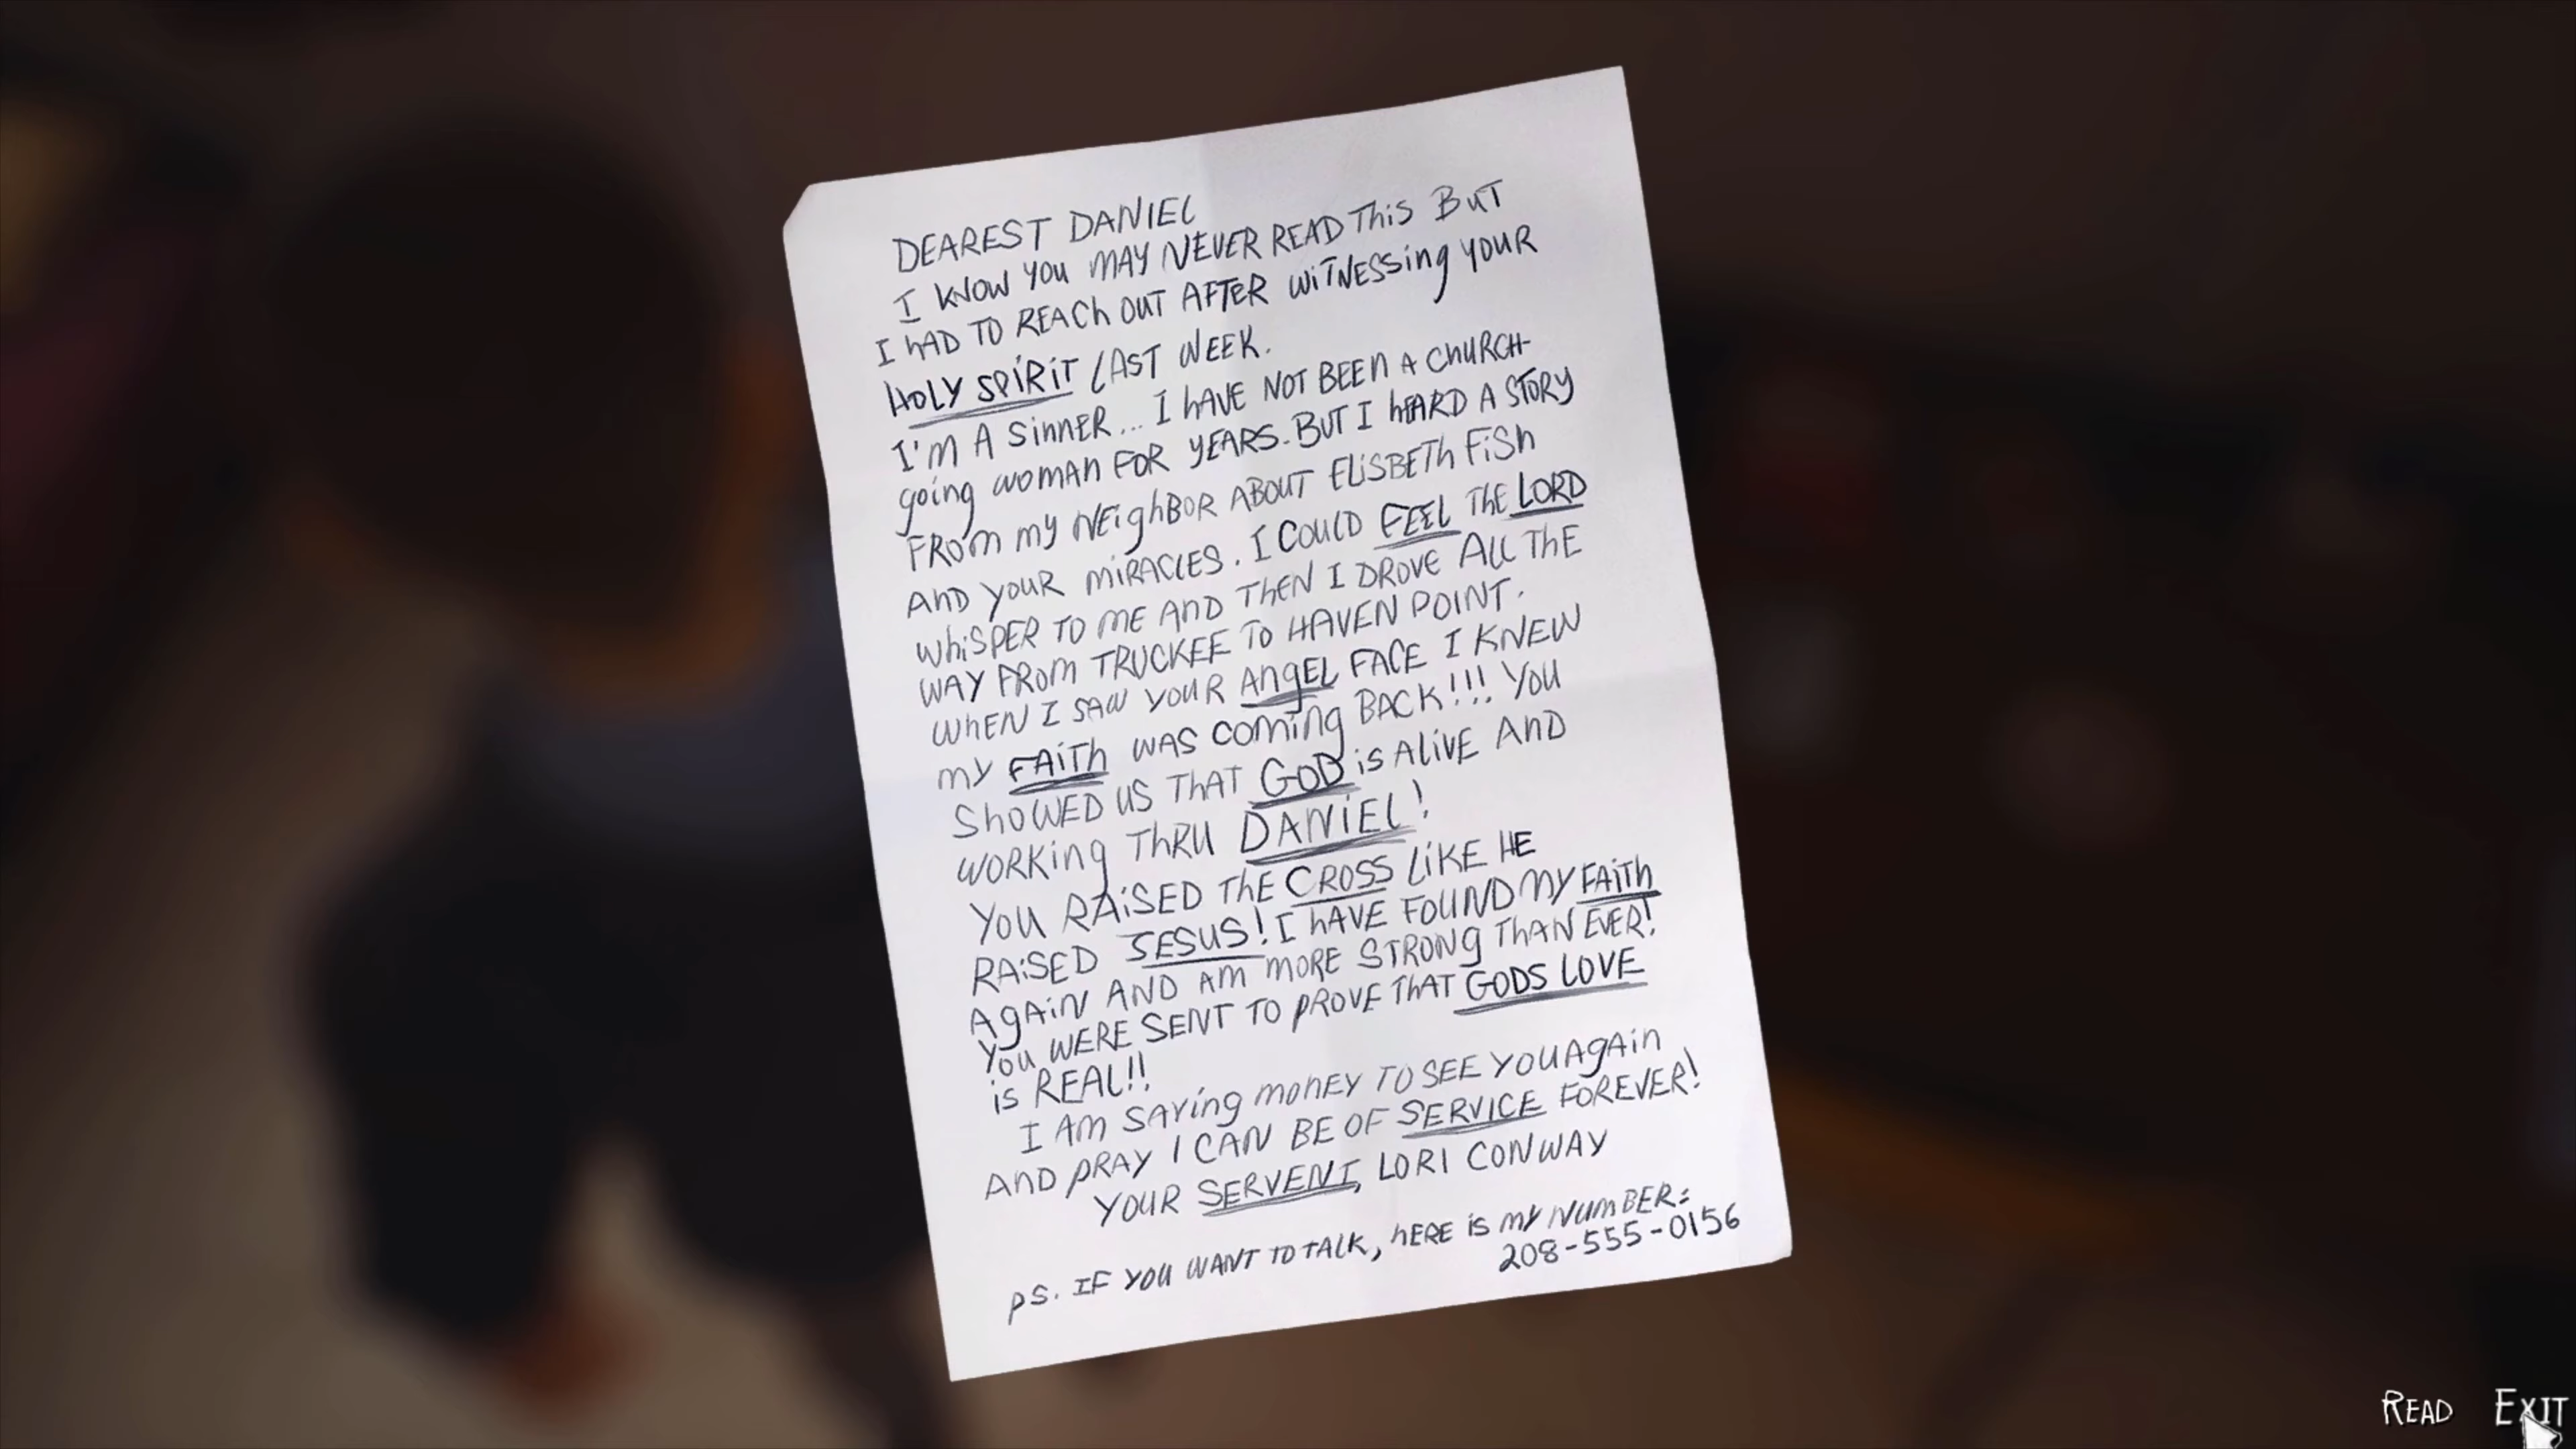 DEAREST DANIEL
I KNOW YOU MAY NEVER READ THIS BUT
I HAD TO REACH OUT AFTER WITNESSING YOUR
HOLY SPIRIT LAST WEEK.
I'M A SINNER... I HAVE NOT BEEN A CHURCH-
GOING WOMAN FOR YEARS. BUT I HEARD A STORY
FROM MY NEIGHBOR ABOUT ELISBETH FISH
AND YOUR MIRACLES. I COULD FEEL THE LORD
WHISPER TO ME AND THEN I DROVE ALL THE
WAY FROM TRUCKEE TO HAVEN POINT.
WHEN I SAW YOUR ANGEL FACE I KNEW
MY FAITH WAS COMING BACK!!! YOU
SHOWED US THAT GOD IS ALIVE AND
WORKING THRU DANIEL!
YOU RAISED THE CROSS LIKE HE
RAISED JESUS! I HAVE FOUND MY FAITH
AGAIN AND AM MORE STRONG THAN EVER!
YOU WERE SENT TO PROVE THAT GODS LOVE
IS REAL!!
I AM SAVING MONEY TO SEE YOU AGAIN
AND PRAY I CAN BE OF SERVICE FOREVER!
YOUR SERVENT, LORI CONWAY
PS. IF YOU WANT TO TALK, HERE IS MY NUMBER:
208-555-0156
READ EXIT